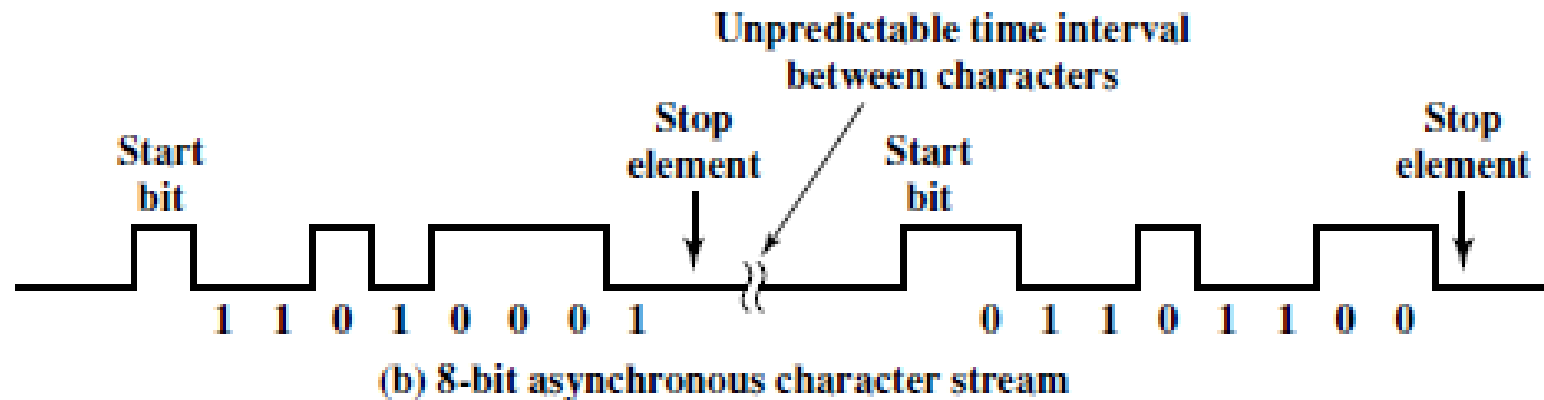 Unpredictable time interval
between characters
Start
bit
Stop
element
Start
bit
Stop
element
1 1 0 1 0 0 0 1
0 1 1 0 1 1 0 0
(b) 8-bit asynchronous character stream